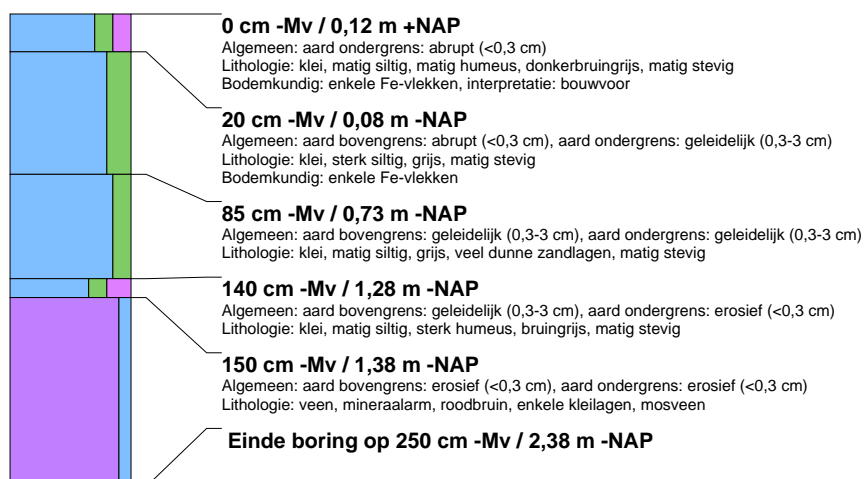 0 cm -Mv / 0,12 m +NAP
Algemeen: aard ondergrens: abrupt (<0,3 cm)
Lithologie: klei, matig siltig, matig humeus, donkerbruingrijs, matig stevig
Bodemkundig: enkele Fe-vlekken, interpretatie: bouwvoor
20 cm -Mv / 0,08 m -NAP
Algemeen: aard bovengrens: abrupt (<0,3 cm), aard ondergrens: geleidelijk (0,3-3 cm)
Lithologie: klei, sterk siltig, grijs, matig stevig
Bodemkundig: enkele Fe-vlekken
85 cm -Mv / 0,73 m -NAP
Algemeen: aard bovengrens: geleidelijk (0,3-3 cm), aard ondergrens: geleidelijk (0,3-3 cm)
Lithologie: klei, matig siltig, grijs, veel dunne zandlagen, matig stevig
140 cm -Mv / 1,28 m -NAP
Algemeen: aard bovengrens: geleidelijk (0,3-3 cm), aard ondergrens: erosief (<0,3 cm)
Lithologie: klei, matig siltig, sterk humeus, bruingrijs, matig stevig
150 cm -Mv / 1,38 m -NAP
Algemeen: aard bovengrens: erosief (<0,3 cm), aard ondergrens: erosief (<0,3 cm)
Lithologie: veen, mineraalarm, roodbruin, enkele kleilagen, mosveen
Einde boring op 250 cm -Mv / 2,38 m -NAP